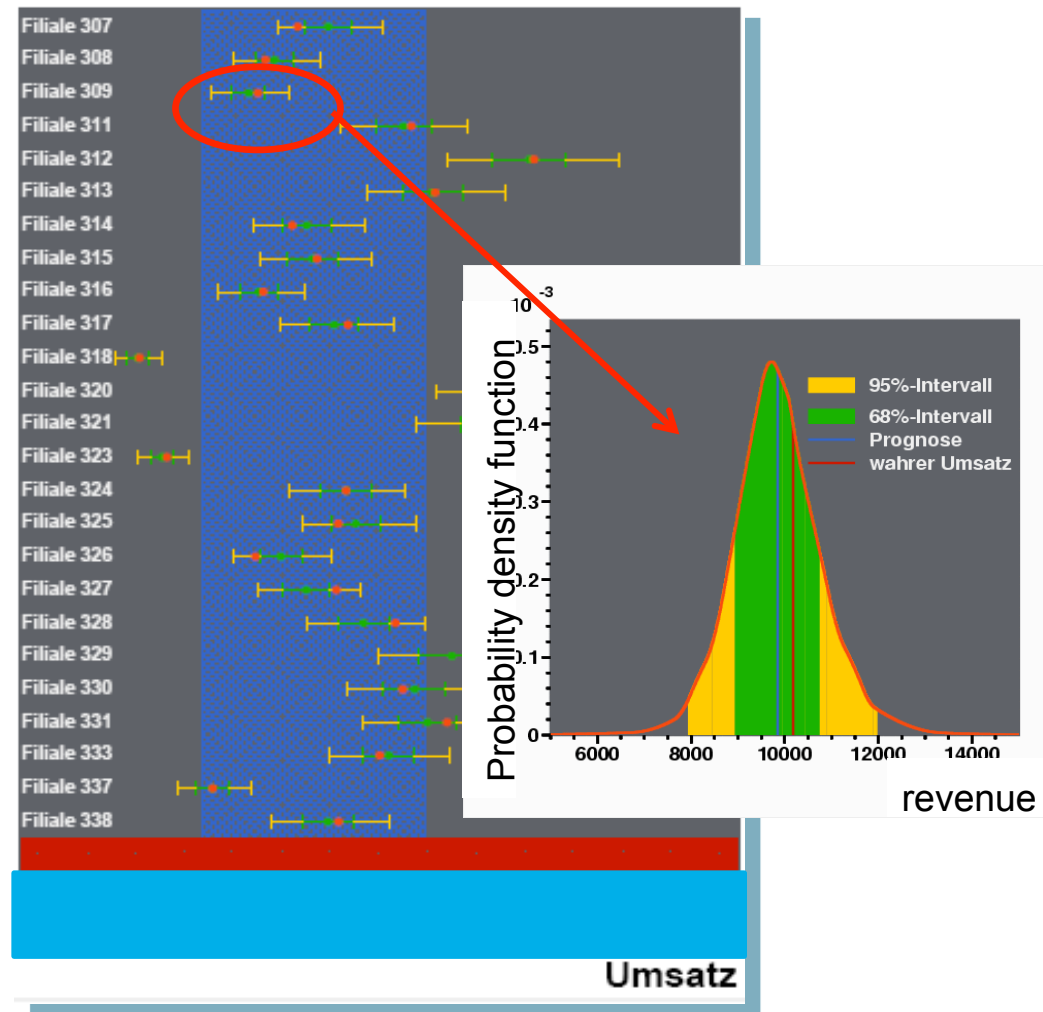 Filiale 307
Filiale 308
Filiale 309
Filiale 311
Filiale 312
Filiale 313
Filiale 314
Filiale 315
Filiale 316
Filiale 317
Filiale 318
Filiale 320
Filiale 321
Filiale 323
Filiale 324
Filiale 325
Filiale 326
Filiale 327
Filiale 328
Filiale 329
Filiale 330
Filiale 331
Filiale 333
Filiale 337
Filiale 338
Umsatz
10 -3
Probability density function
0.5
0.4
0.3
0.2
0.1
0
95%-Intervall
68%-Intervall
Prognose
wahrer Umsatz
6000 8000 10000 12000 14000
revenue